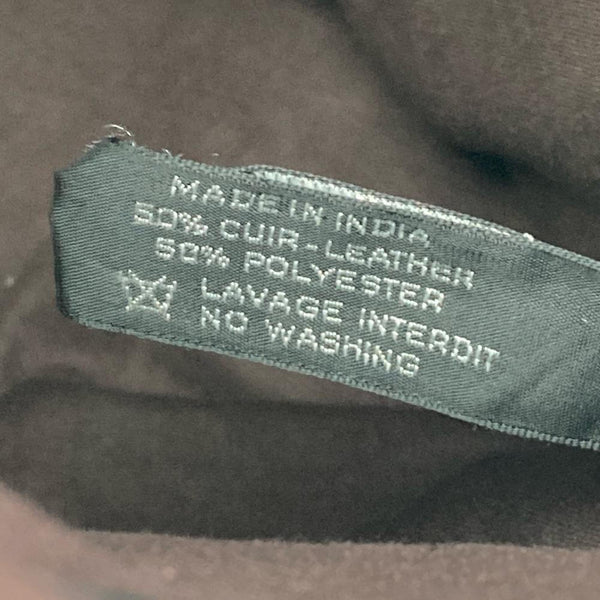 MADE IN INDIA
50% CUIR - LEATHER
50% POLYESTER
LAVAGE INTERDIT
NO WASHING